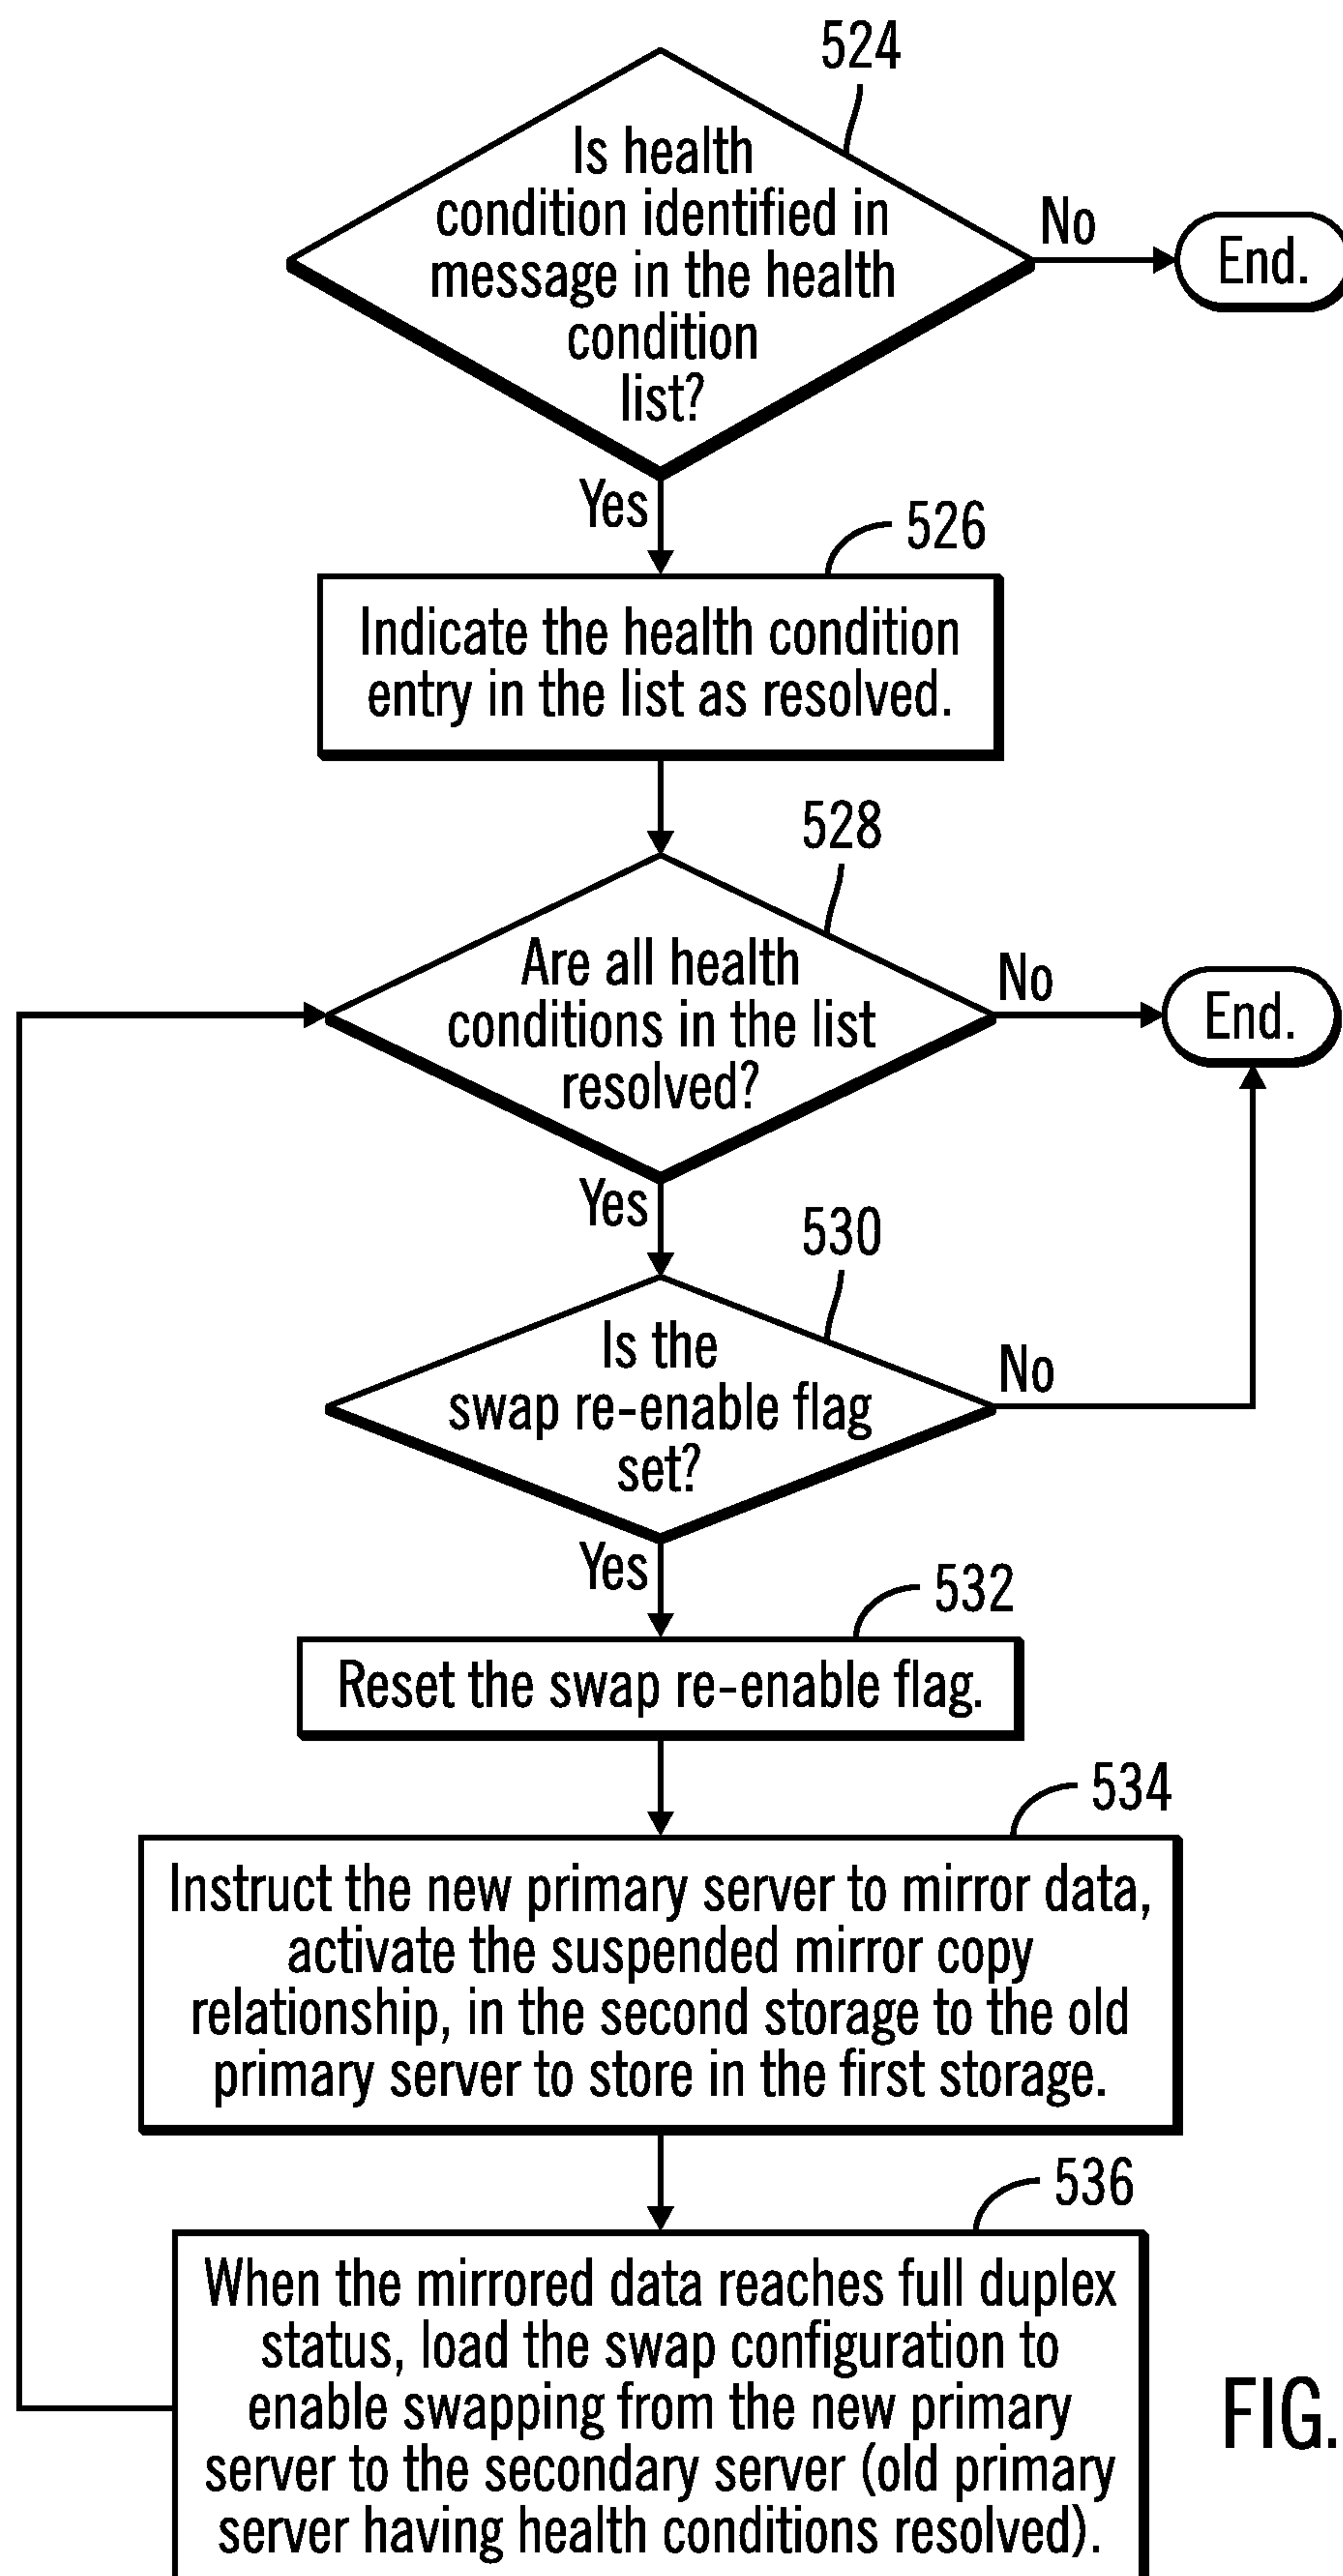 524
Is health
condition identified in
message in the health
condition
list?
No
End.
Yes
526
Indicate the health condition
entry in the list as resolved.
528
Are all health
conditions in the list
resolved?
No
End.
Yes
530
Is the
swap re-enable flag
set?
No
Yes
532
Reset the swap re-enable flag.
534
Instruct the new primary server to mirror data,
activate the suspended mirror copy
relationship, in the second storage to the old
primary server to store in the first storage.
536
When the mirrored data reaches full duplex
status, load the swap configuration to
enable swapping from the new primary
server to the secondary server (old primary
server having health conditions resolved).
FIG.